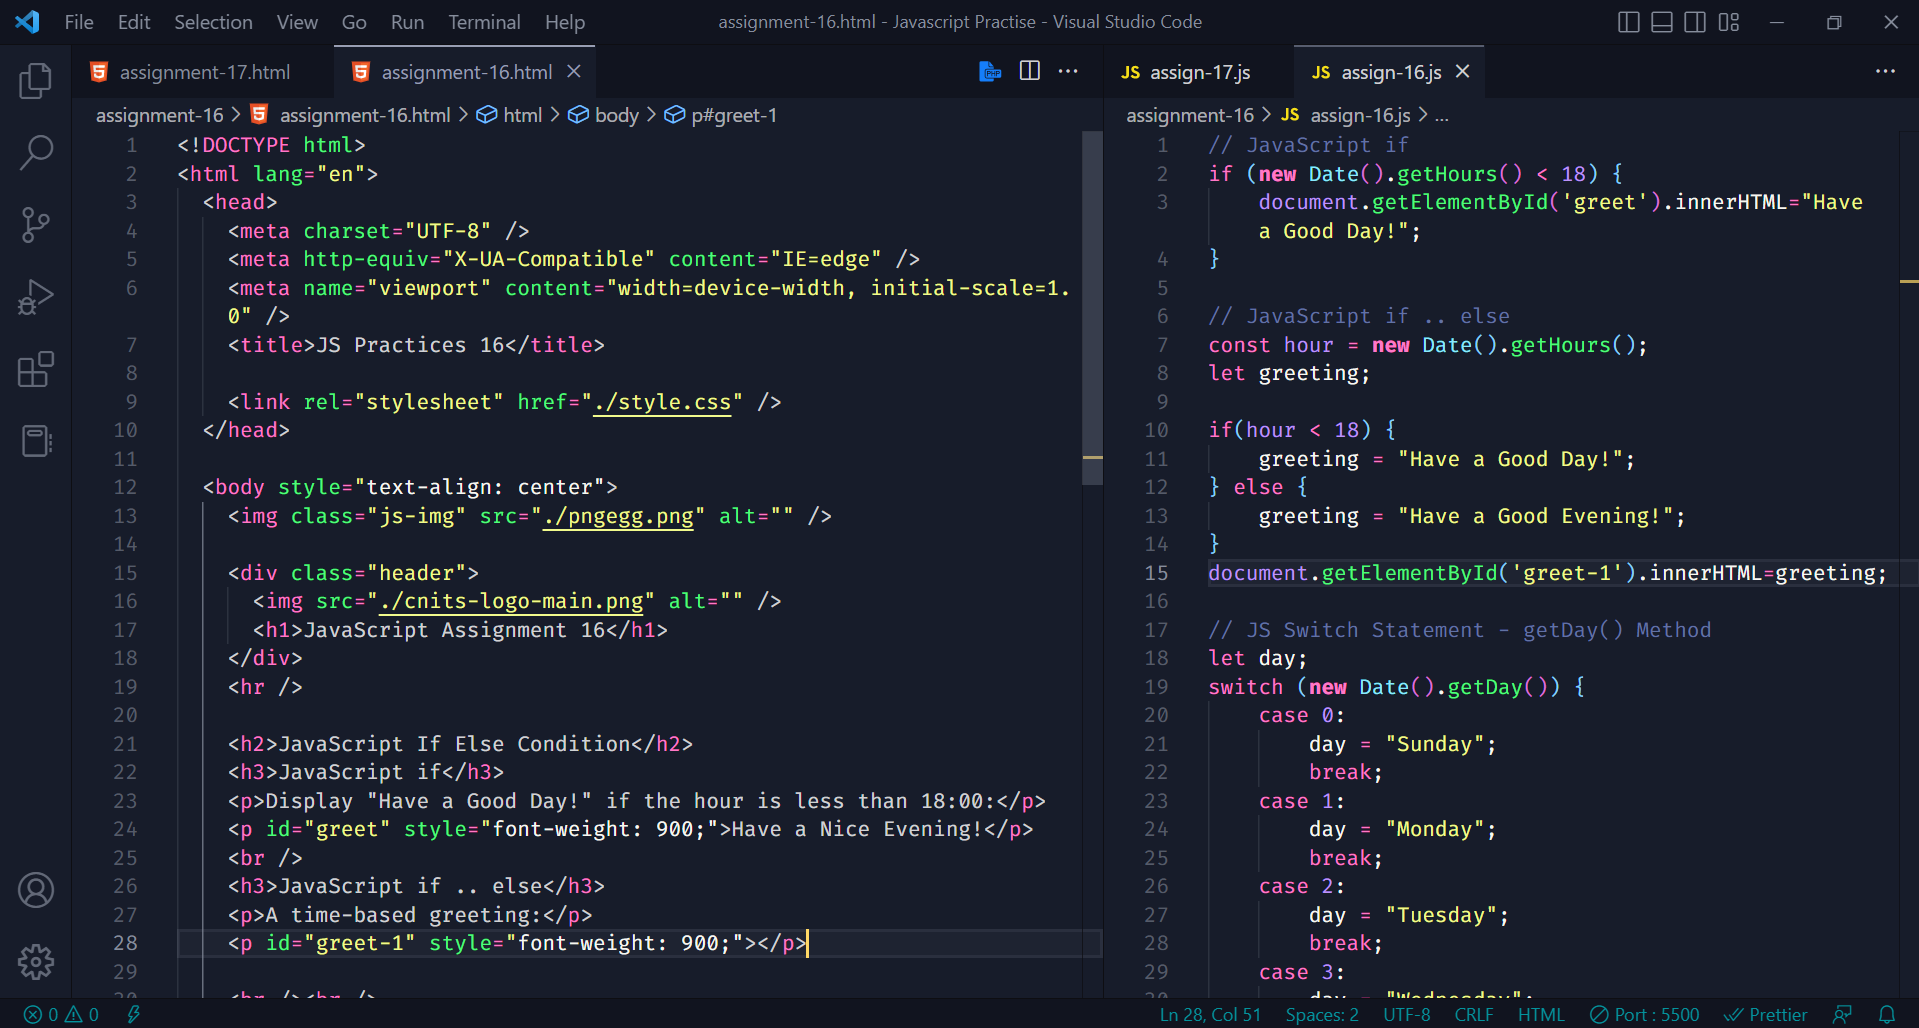 File Edit Selection View Go Run Terminal Help
assignment-16.html - Javascript Practise - Visual Studio Code
assignment-17.html
assignment-16.html
assignment-16 > assignment-16.html > html > body > p#greet-1
1 <!DOCTYPE html>
2 <html lang="en">
3 <head>
4 <meta charset="UTF-8" />
5 <meta http-equiv="X-UA-Compatible" content="IE=edge" />
6 <meta name="viewport" content="width=device-width, initial-scale=1.
0" />
7 <title>JS Practices 16</title>
8
9 <link rel="stylesheet" href="./style.css" />
10 </head>
11
12 <body style="text-align: center">
13 <img class="js-img" src="./pngegg.png" alt="" />
14
15 <div class="header">
16 <img src="./cnits-logo-main.png" alt="" />
17 <h1>JavaScript Assignment 16</h1>
18 </div>
19 <hr />
20
21 <h2>JavaScript If Else Condition</h2>
22 <h3>JavaScript if</h3>
23 <p>Display "Have a Good Day!" if the hour is less than 18:00:</p>
24 <p id="greet" style="font-weight: 900;">Have a Nice Evening!</p>
25 <br />
26 <h3>JavaScript if .. else</h3>
27 <p>A time-based greeting:</p>
28 <p id="greet-1" style="font-weight: 900;"></p>
29
30 <br /><br />
JS assign-17.js
JS assign-16.js
assignment-16 > JS assign-16.js > ...
1 // JavaScript if
2 if (new Date().getHours() < 18) {
3 document.getElementById('greet').innerHTML="Have
a Good Day!";
4 }
5
6 // JavaScript if .. else
7 const hour = new Date().getHours();
8 let greeting;
9
10 if(hour < 18) {
11 greeting = "Have a Good Day!";
12 } else {
13 greeting = "Have a Good Evening!";
14 }
15 document.getElementById('greet-1').innerHTML=greeting;
16
17 // JS Switch Statement - getDay() Method
18 let day;
19 switch (new Date().getDay()) {
20 case 0:
21 day = "Sunday";
22 break;
23 case 1:
24 day = "Monday";
25 break;
26 case 2:
27 day = "Tuesday";
28 break;
29 case 3:
30 day = "Wednesday";
0 0 Ln 28, Col 51 Spaces: 2 UTF-8 CRLF HTML Port : 5500 Prettier